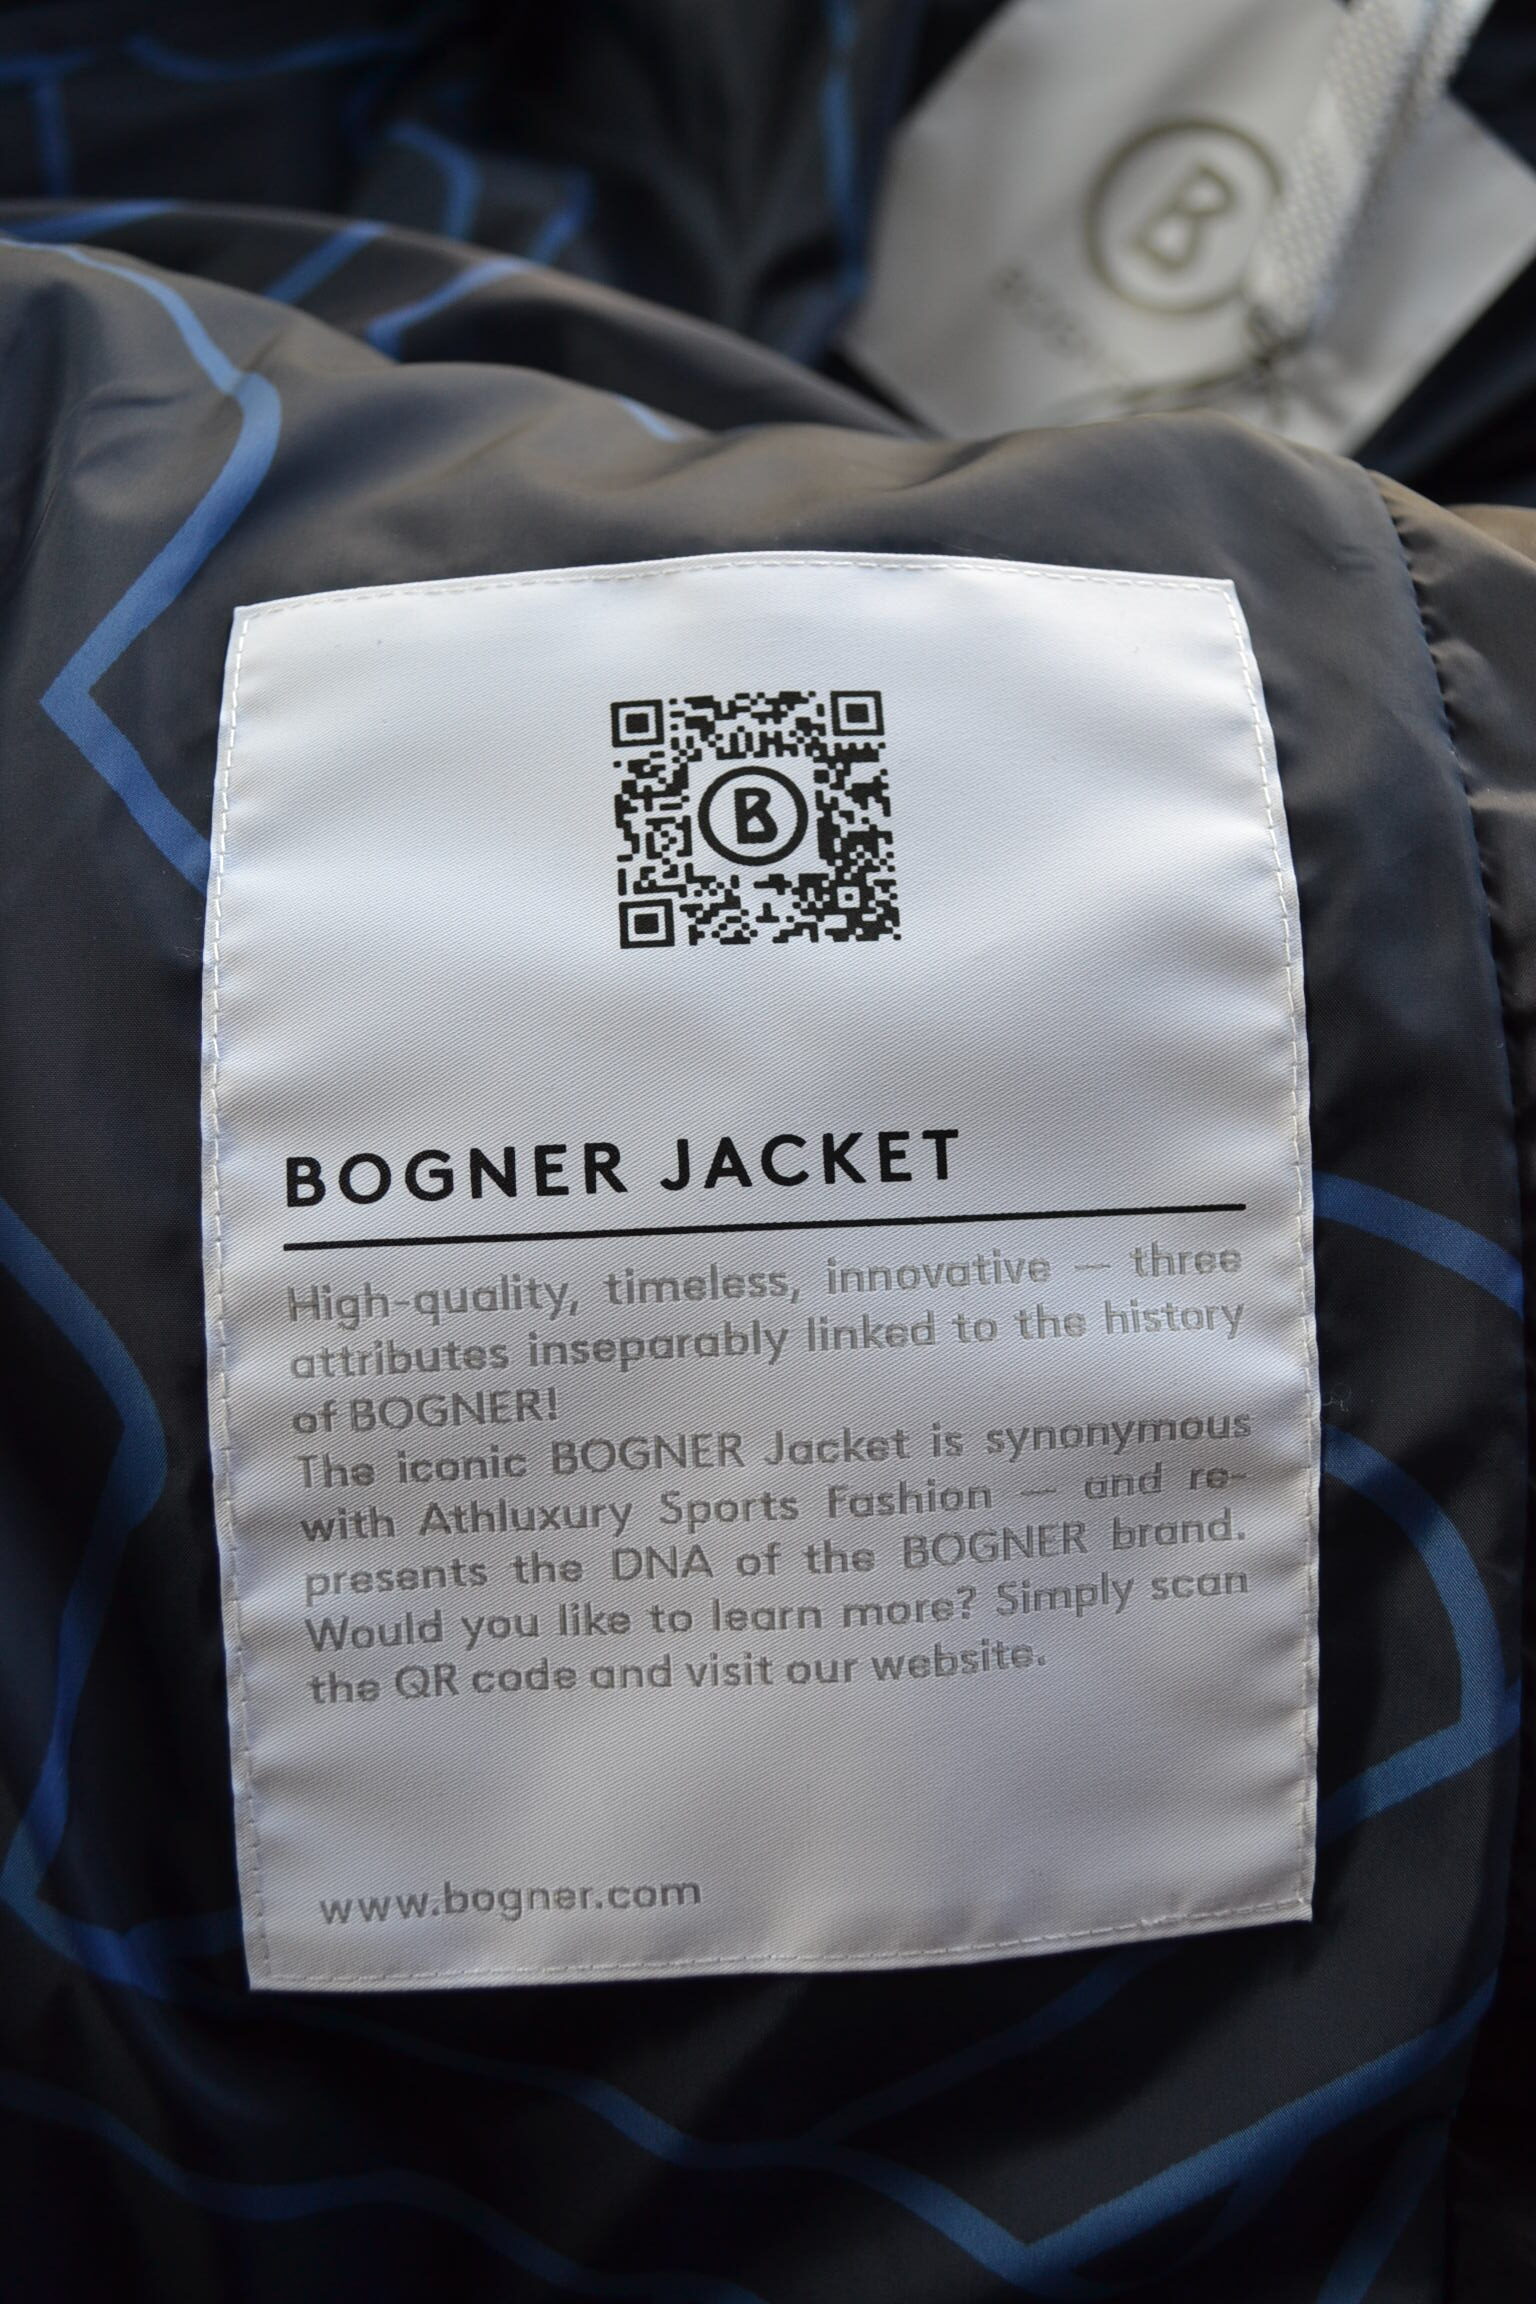 B
B
BOGNER JACKET
High-quality, timeless, innovative — three
attributes inseparably linked to the history
of BOGNER!
The iconic BOGNER Jacket is synonymous
with Athluxury Sports Fashion — and re-
presents the DNA of the BOGNER brand.
Would you like to learn more? Simply scan
the QR code and visit our website.
www.bogner.com